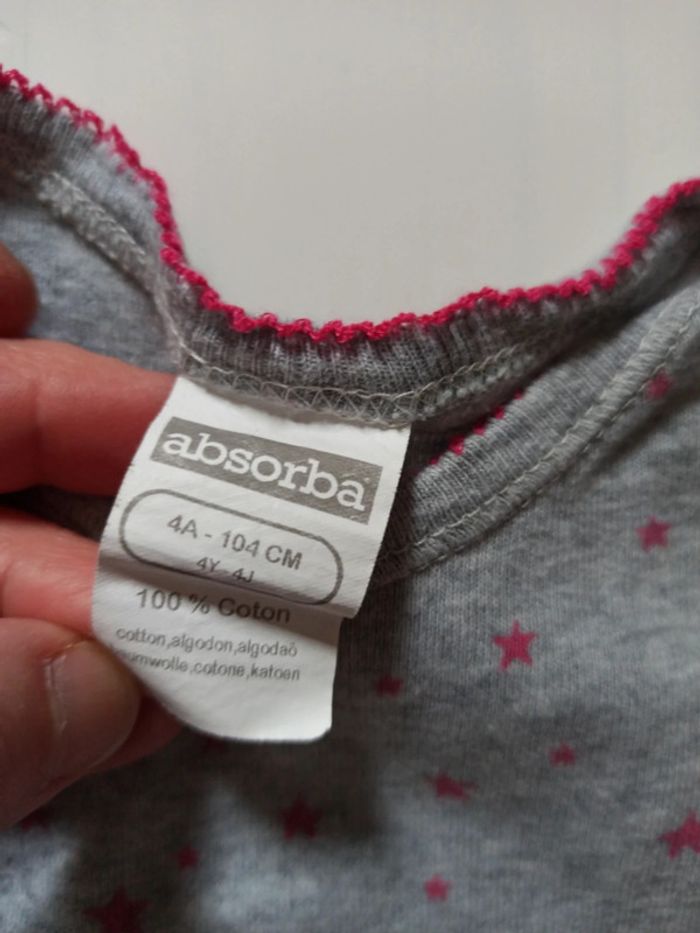 absorba
4A - 104 CM
4Y-4J
100 % Coton
cotton,algodon,algodaõ
baumwolle,cotone,katoen